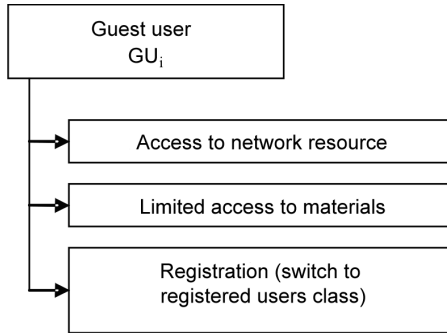 Guest user
GUi
Access to network resource
Limited access to materials
Registration (switch to
registered users class)